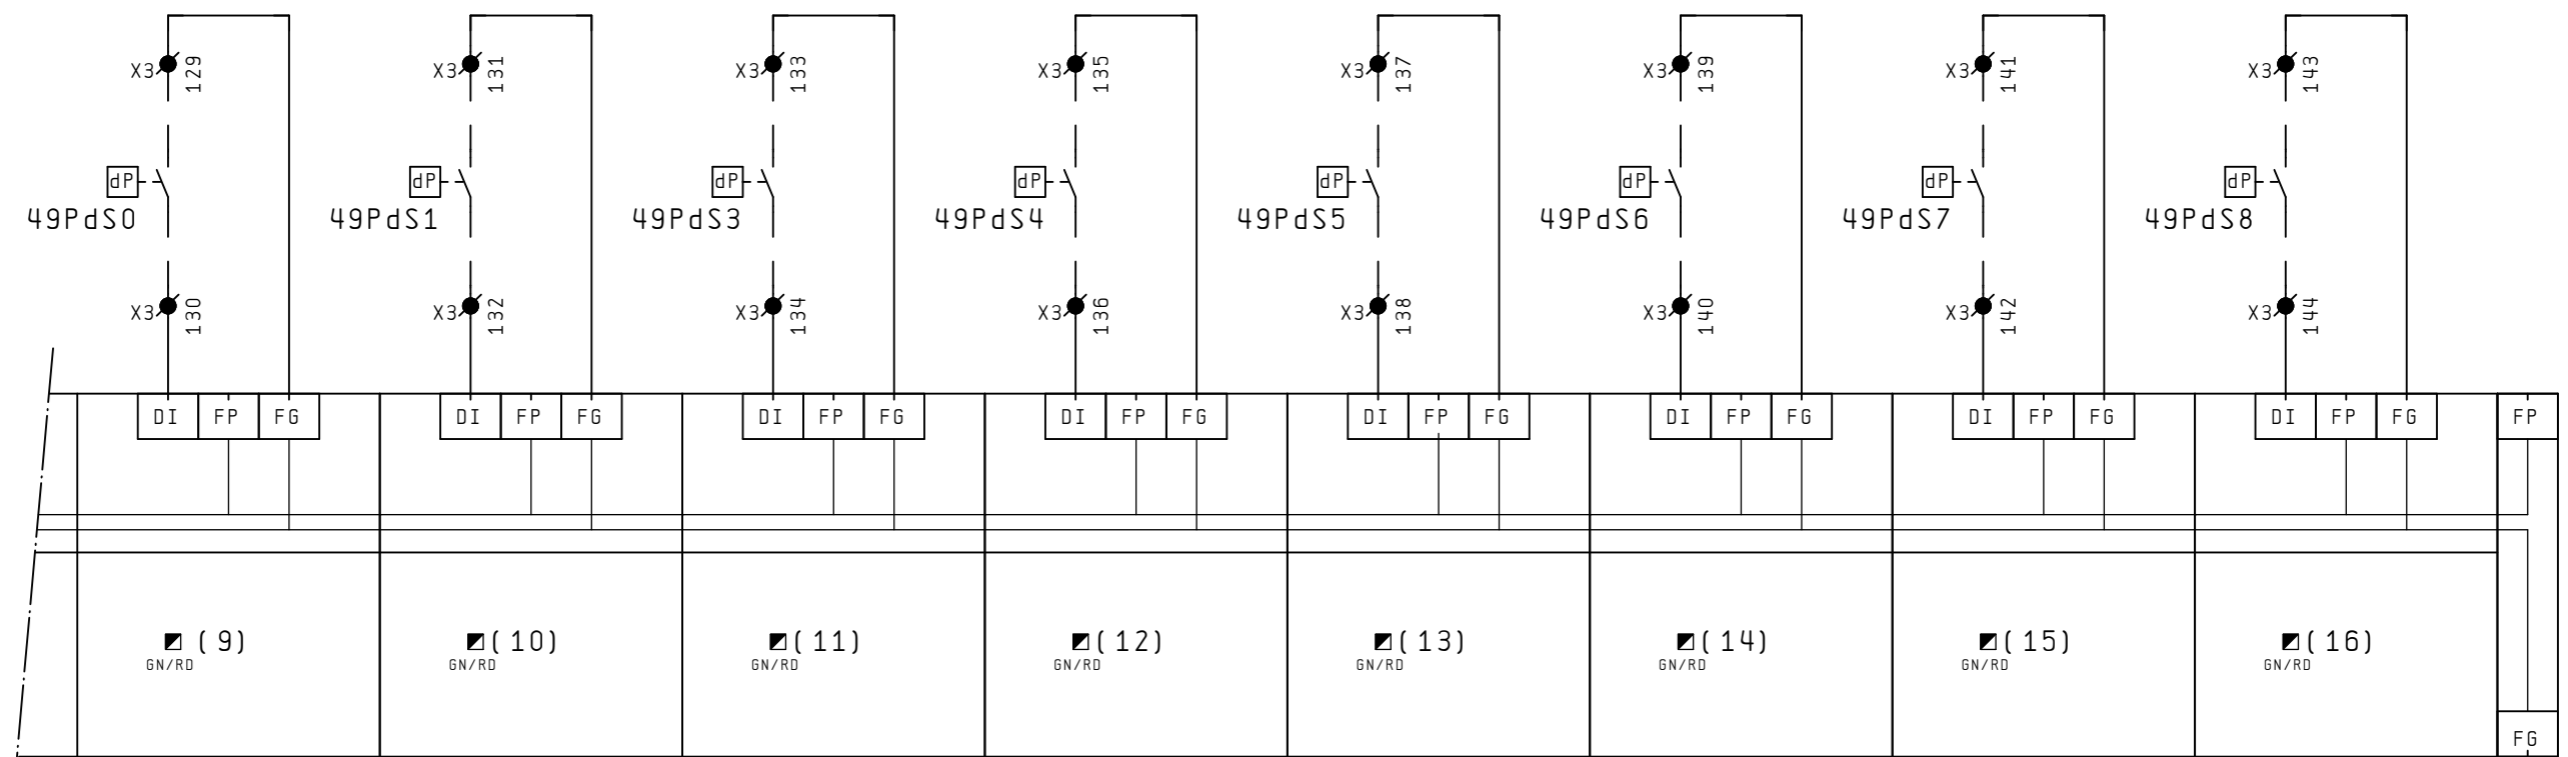 X3 129 X3 131 X3 133 X3 135 X3 137 X3 139 X3 141 X3 143
dP dP dP dP dP dP dP dP
49PdS0 49PdS1 49PdS3 49PdS4 49PdS5 49PdS6 49PdS7 49PdS8
X3 130 X3 132 X3 134 X3 136 X3 138 X3 140 X3 142 X3 144
DI FP FG DI FP FG DI FP FG DI FP FG DI FP FG DI FP FG DI FP FG DI FP FG FP
(9) (10) (11) (12) (13) (14) (15) (16)
GN/RD GN/RD GN/RD GN/RD GN/RD GN/RD GN/RD GN/RD
FG